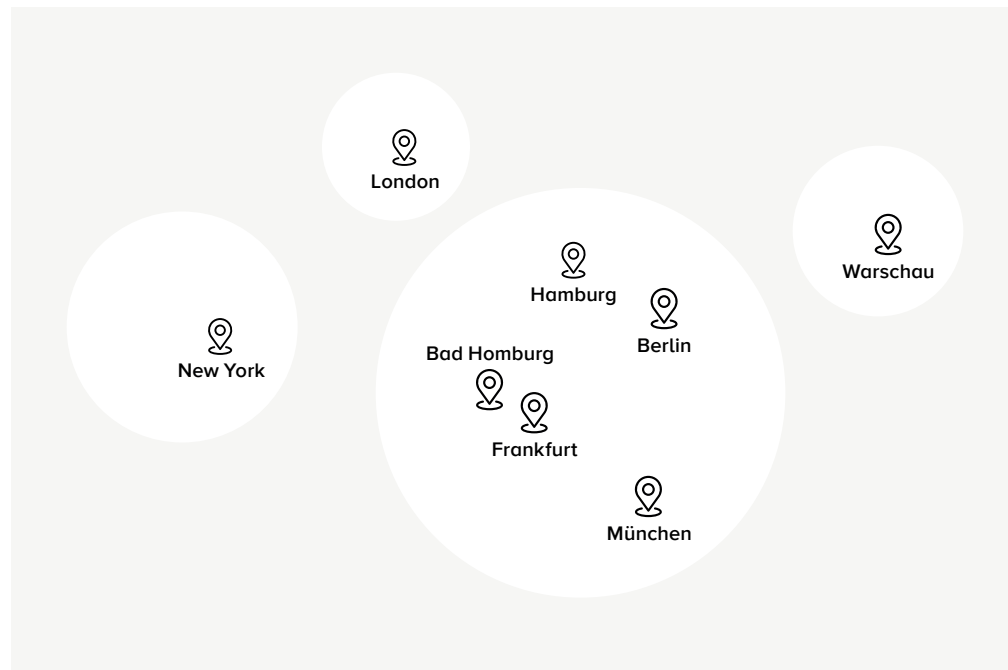 London
Warschau
Hamburg
Berlin
Bad Homburg
New York
Frankfurt
München